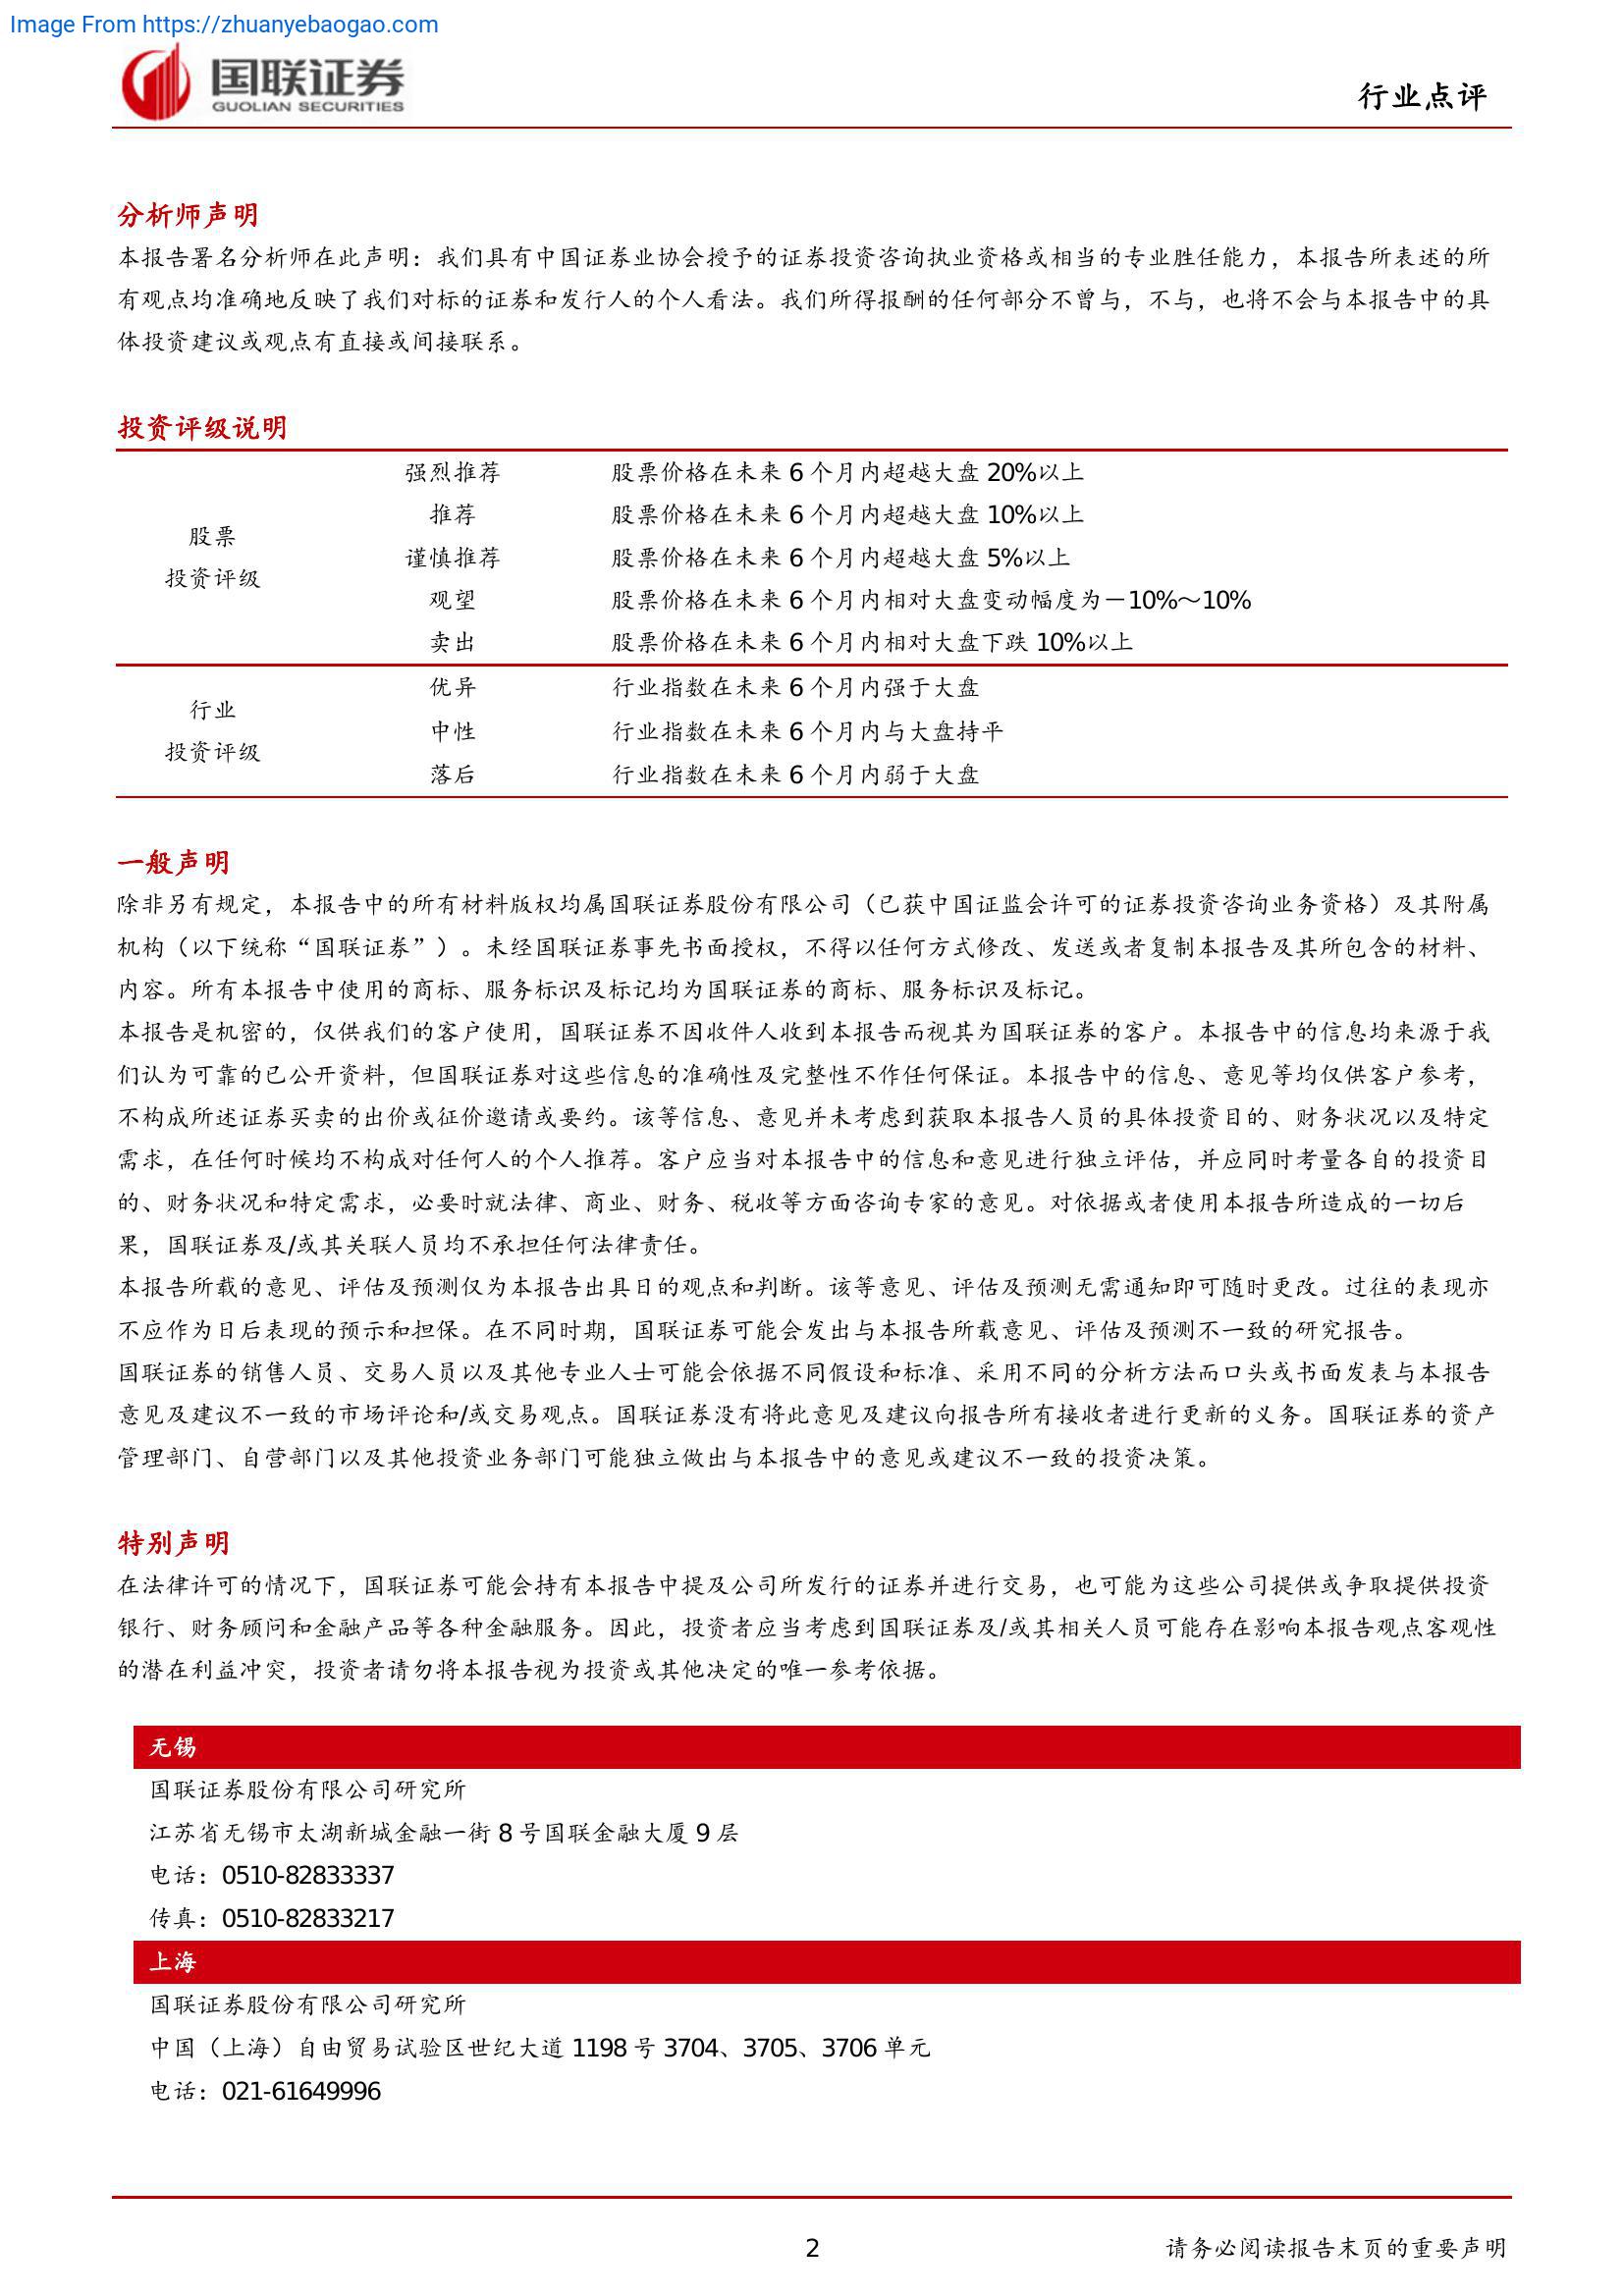 Image From https://zhuanyebaogao.com
国联证券
GUOLIAN SECURITIES
行业点评
分析师声明
本报告署名分析师在此声明：我们具有中国证券业协会授予的证券投资咨询执业资格或相当的专业胜任能力，本报告所表述的所
有观点均准确地反映了我们对标的证券和发行人的个人看法。我们所得报酬的任何部分不曾与，不与，也将不会与本报告中的具
体投资建议或观点有直接或间接联系。
投资评级说明
股票
投资评级
强烈推荐 股票价格在未来 6 个月内超越大盘 20%以上
推荐 股票价格在未来 6 个月内超越大盘 10%以上
谨慎推荐 股票价格在未来 6 个月内超越大盘 5%以上
观望 股票价格在未来 6 个月内相对大盘变动幅度为－10%～10%
卖出 股票价格在未来 6 个月内相对大盘下跌 10%以上
行业
投资评级
优异 行业指数在未来 6 个月内强于大盘
中性 行业指数在未来 6 个月内与大盘持平
落后 行业指数在未来 6 个月内弱于大盘
一般声明
除非另有规定，本报告中的所有材料版权均属国联证券股份有限公司（已获中国证监会许可的证券投资咨询业务资格）及其附属
机构（以下统称“国联证券”）。未经国联证券事先书面授权，不得以任何方式修改、发送或者复制本报告及其所包含的材料、
内容。所有本报告中使用的商标、服务标识及标记均为国联证券的商标、服务标识及标记。
本报告是机密的，仅供我们的客户使用，国联证券不因收件人收到本报告而视其为国联证券的客户。本报告中的信息均来源于我
们认为可靠的已公开资料，但国联证券对这些信息的准确性及完整性不作任何保证。本报告中的信息、意见等均仅供客户参考，
不构成所述证券买卖的出价或征价邀请或要约。该等信息、意见并未考虑到获取本报告人员的具体投资目的、财务状况以及特定
需求，在任何时候均不构成对任何人的个人推荐。客户应当对本报告中的信息和意见进行独立评估，并应同时考量各自的投资目
的、财务状况和特定需求，必要时就法律、商业、财务、税收等方面咨询专家的意见。对依据或者使用本报告所造成的一切后
果，国联证券及/或其关联人员均不承担任何法律责任。
本报告所载的意见、评估及预测仅为本报告出具日的观点和判断。该等意见、评估及预测无需通知即可随时更改。过往的表现亦
不应作为日后表现的预示和担保。在不同时期，国联证券可能会发出与本报告所载意见、评估及预测不一致的研究报告。
国联证券的销售人员、交易人员以及其他专业人士可能会依据不同假设和标准、采用不同的分析方法而口头或书面发表与本报告
意见及建议不一致的市场评论和/或交易观点。国联证券没有将此意见及建议向报告所有接收者进行更新的义务。国联证券的资产
管理部门、自营部门以及其他投资业务部门可能独立做出与本报告中的意见或建议不一致的投资决策。
特别声明
在法律许可的情况下，国联证券可能会持有本报告中提及公司所发行的证券并进行交易，也可能为这些公司提供或争取提供投资
银行、财务顾问和金融产品等各种金融服务。因此，投资者应当考虑到国联证券及/或其相关人员可能存在影响本报告观点客观性
的潜在利益冲突，投资者请勿将本报告视为投资或其他决定的唯一参考依据。
无锡
国联证券股份有限公司研究所
江苏省无锡市太湖新城金融一街 8 号国联金融大厦 9 层
电话：0510-82833337
传真：0510-82833217
上海
国联证券股份有限公司研究所
中国（上海）自由贸易试验区世纪大道 1198 号 3704、3705、3706 单元
电话：021-61649996
2
请务必阅读报告末页的重要声明